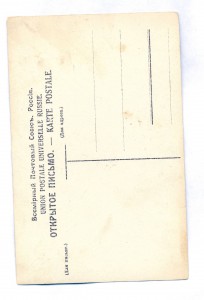 Всемірный Почтовый Союзъ. Россія.
UNION POSTALE UNIVERSELLE RUSSIE.
ОТКРЫТОЕ ПИСЬМО. — CARTE POSTALE
(Для письма).
(Для адреса).